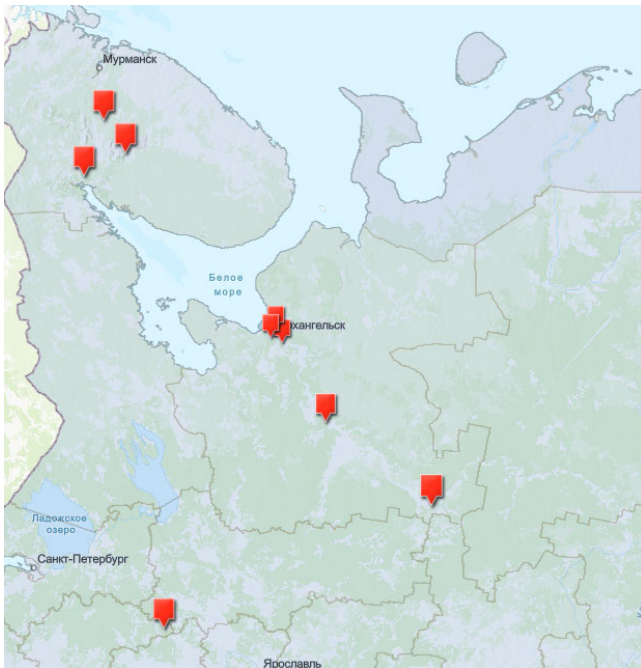 Мурманск
Белое
море
хангельск
Ладожское
озеро
Санкт-Петербург
Ярославль